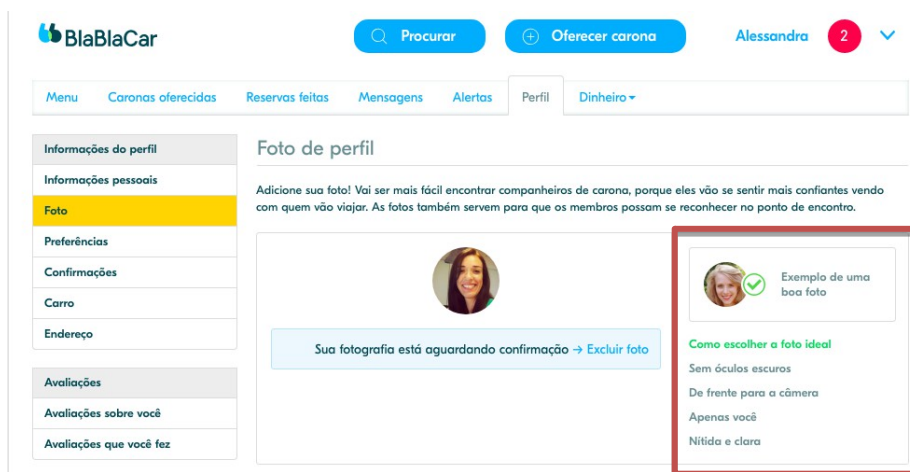 BlaBlaCar
Procurar
Oferecer carona
Alessandra
2
Menu
Caronas oferecidas
Reservas feitas
Mensagens
Alertas
Perfil
Dinheiro
Informações do perfil
Informações pessoais
Foto
Preferências
Confirmações
Carro
Endereço
Avaliações
Avaliações sobre você
Avaliações que você fez
Foto de perfil
Adicione sua foto! Vai ser mais fácil encontrar companheiros de carona, porque eles vão se sentir mais confiantes vendo
com quem vão viajar. As fotos também servem para que os membros possam se reconhecer no ponto de encontro.
Sua fotografia está aguardando confirmação → Excluir foto
Exemplo de uma
boa foto
Como escolher a foto ideal
Sem óculos escuros
De frente para a câmera
Apenas você
Nítida e clara